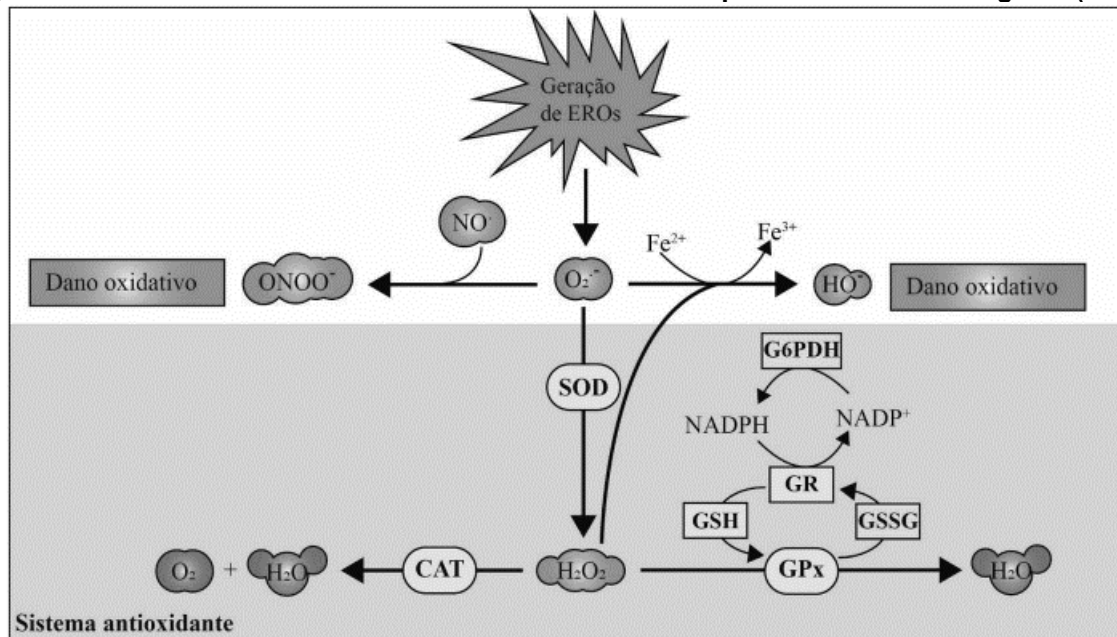 Geração
de EROs
NO·
Fe²⁺
Fe³⁺
Dano oxidativo
ONOO⁻
O₂·⁻
HO·
Dano oxidativo
G6PDH
SOD
NADPH
NADP⁺
GR
GSH
GSSG
O₂ + H₂O
CAT
H₂O₂
GPx
H₂O
Sistema antioxidante